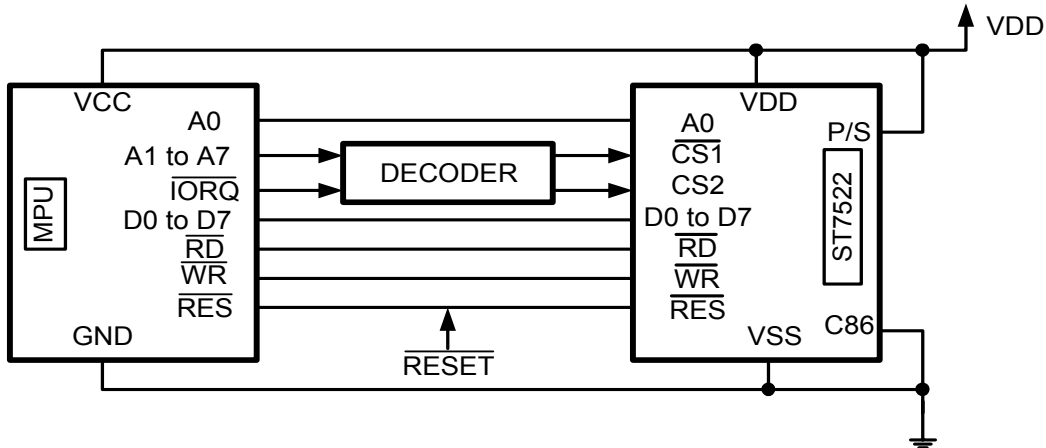 VDD
VCC
A0
A1 to A7
IORQ
D0 to D7
RD
WR
RES
GND
MPU
DECODER
RESET
VDD
A0
CS1
CS2
D0 to D7
RD
WR
RES
VSS
P/S
ST7522
C86